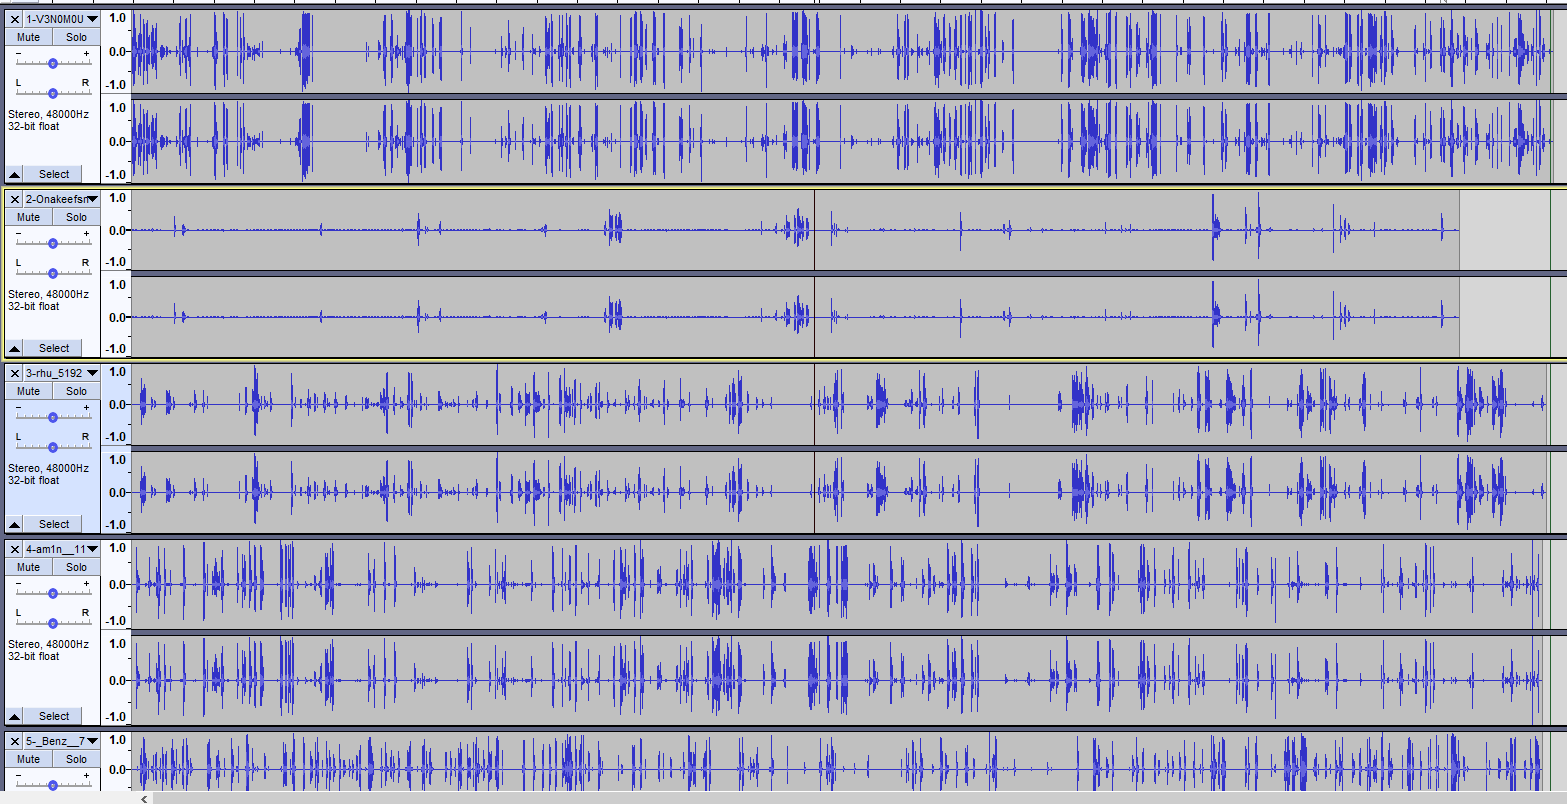 1-V3N0M0U
Mute Solo
- +
L R
Stereo, 48000Hz
32-bit float
Select
1.0
0.0
-1.0
1.0
0.0
-1.0
2-Onakeefsn
Mute Solo
- +
L R
Stereo, 48000Hz
32-bit float
Select
1.0
0.0
-1.0
1.0
0.0
-1.0
3-rhu_5192
Mute Solo
- +
L R
Stereo, 48000Hz
32-bit float
Select
1.0
0.0
-1.0
1.0
0.0
-1.0
4-am1n__11
Mute Solo
- +
L R
Stereo, 48000Hz
32-bit float
Select
1.0
0.0
-1.0
1.0
0.0
-1.0
5-_Benz__7
Mute Solo
- +
1.0
0.0